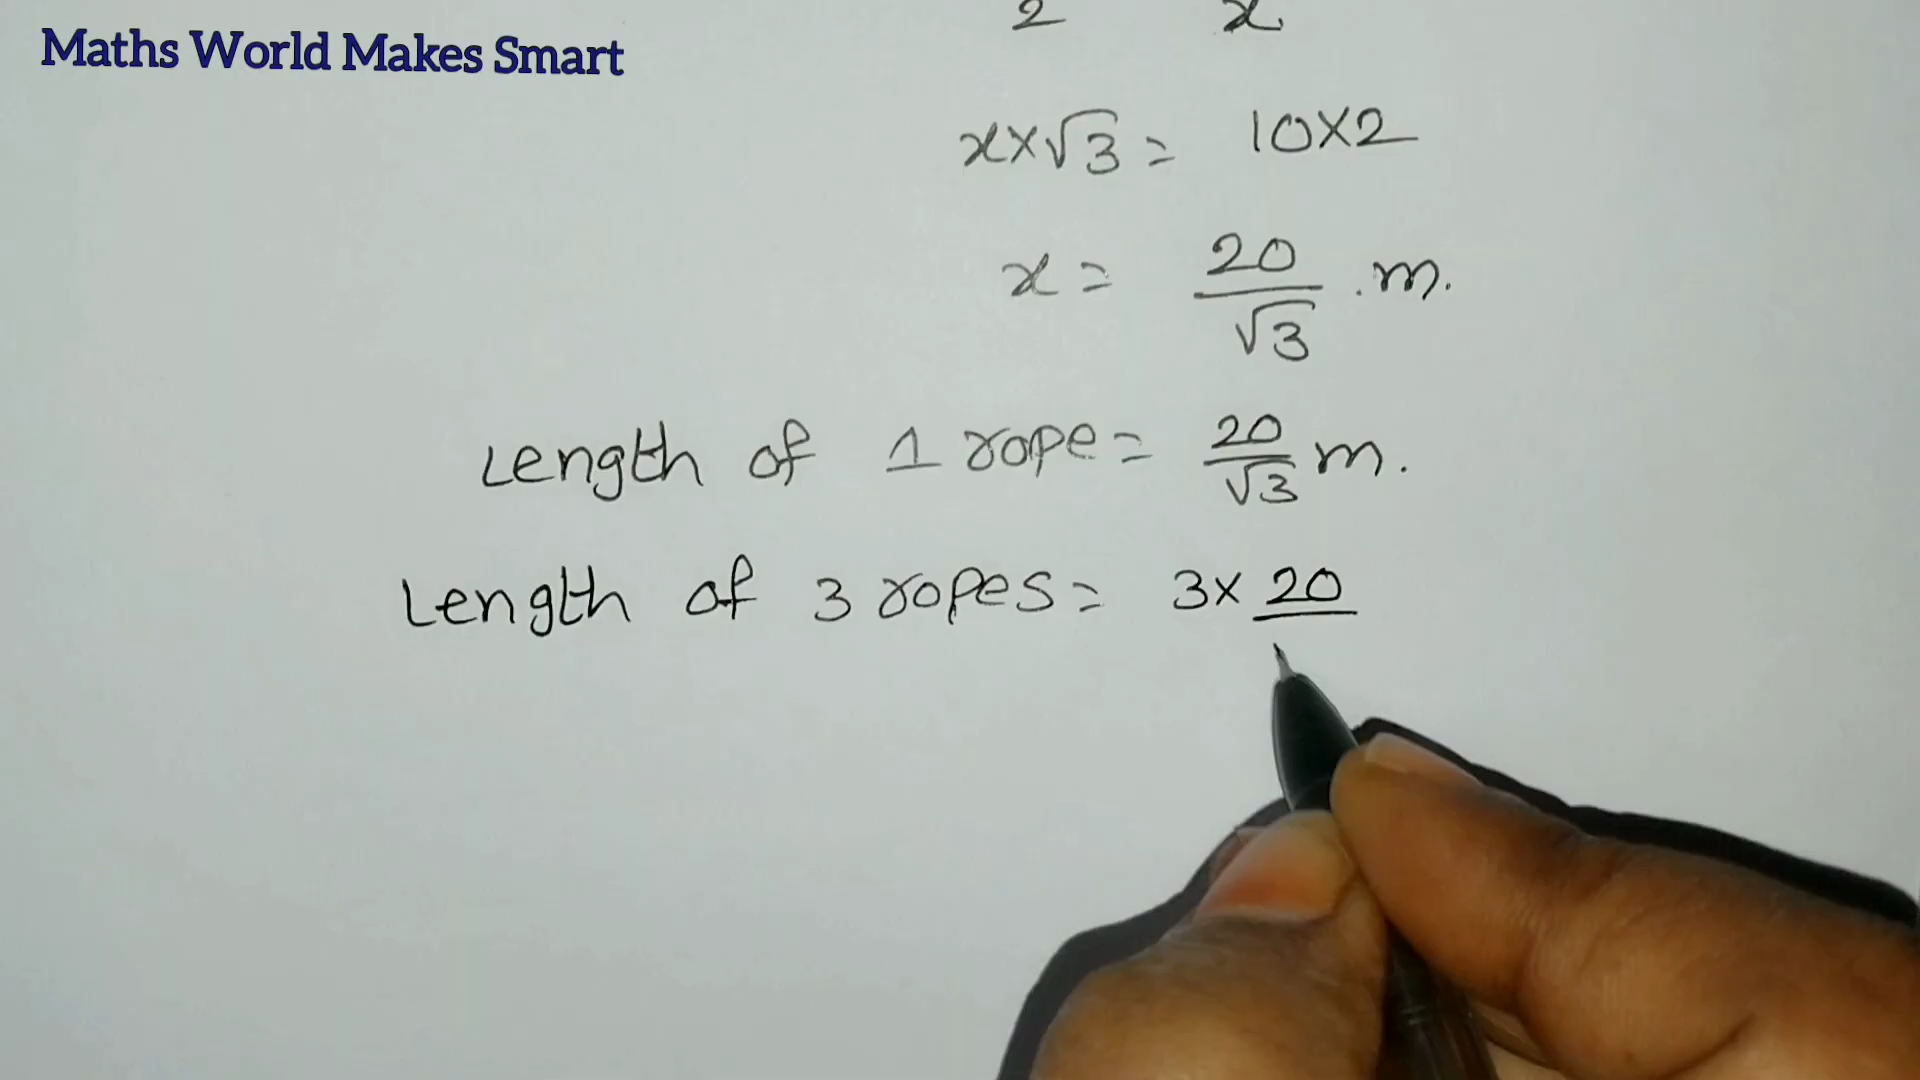 Maths World Makes Smart
2 x
x×√3 = 10×2
x = 20/√3 .m.
Length of 1 rope = 20/√3 m.
Length of 3 ropes = 3× 20